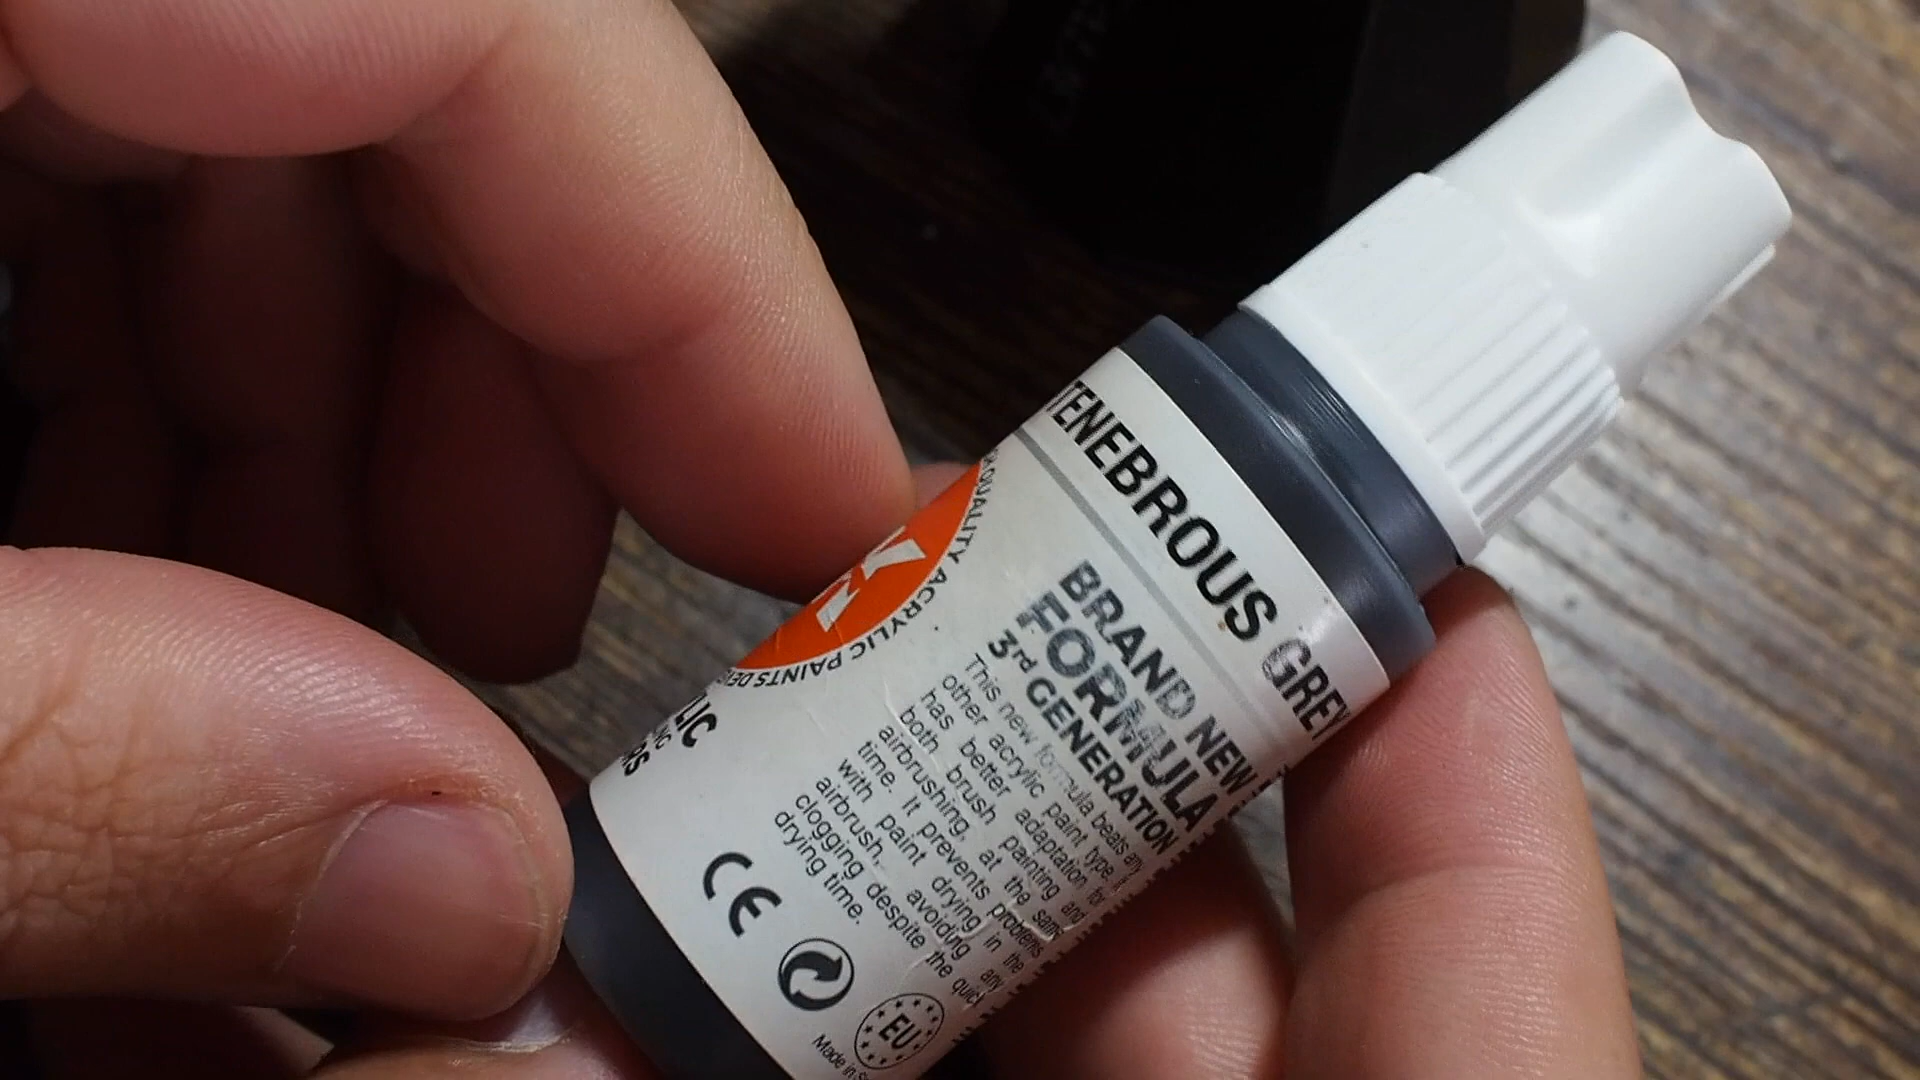 TENEBROUS GREY
QUALITY ACRYLIC PAINTS
BRAND NEW
FORMULA
3rd GENERATION
This new formula beats any
other acrylic paint type. It
has better adaptation for
both brush painting and
airbrushing at the same
time. It prevents problems
with paint drying in the
airbrush, avoiding any
clogging despite the quick
drying time.
CE
EU
Made in